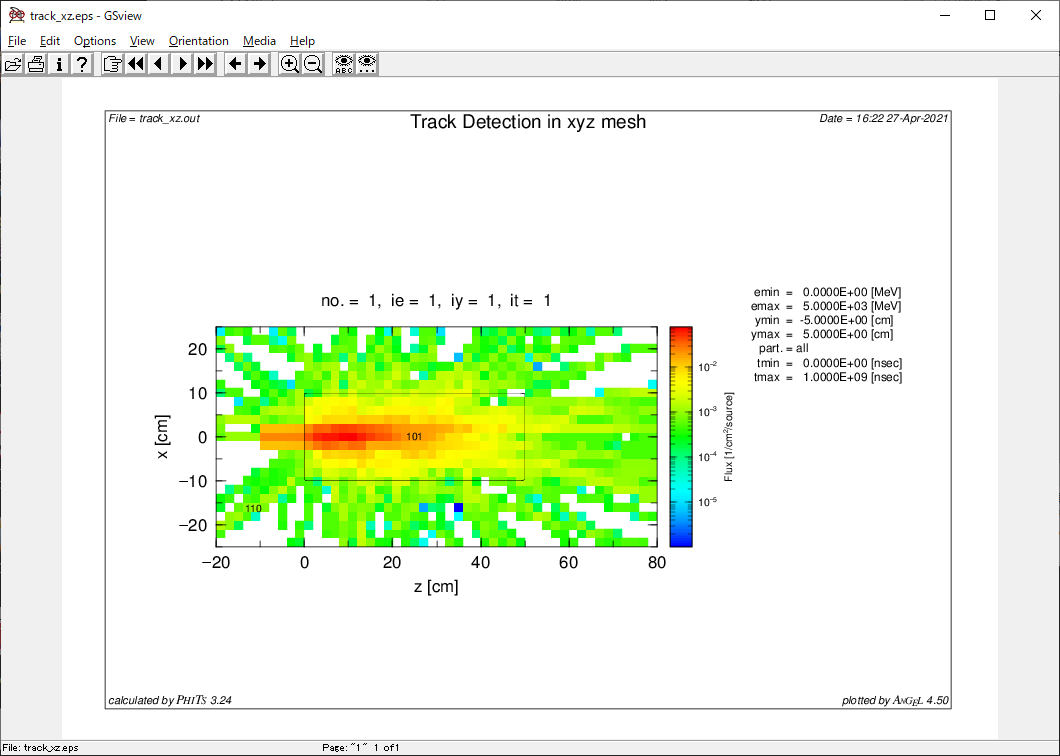 track_xz.eps - GSview
File Edit Options View Orientation Media Help
i ?
ABC
File = track_xz.out
Track Detection in xyz mesh
Date = 16:22 27-Apr-2021
no. = 1, ie = 1, iy = 1, it = 1
emin = 0.0000E+00 [MeV]
emax = 5.0000E+03 [MeV]
ymin = -5.0000E+00 [cm]
ymax = 5.0000E+00 [cm]
part. = all
tmin = 0.0000E+00 [nsec]
tmax = 1.0000E+09 [nsec]
x [cm]
20
10
0
−10
−20
101
110
−20 0 20 40 60 80
z [cm]
10⁻²
10⁻³
10⁻⁴
10⁻⁵
Flux [1/cm²/source]
calculated by PHITS 3.24
plotted by ANGEL 4.50
File: track_xz.eps
Page: "1" 1 of 1